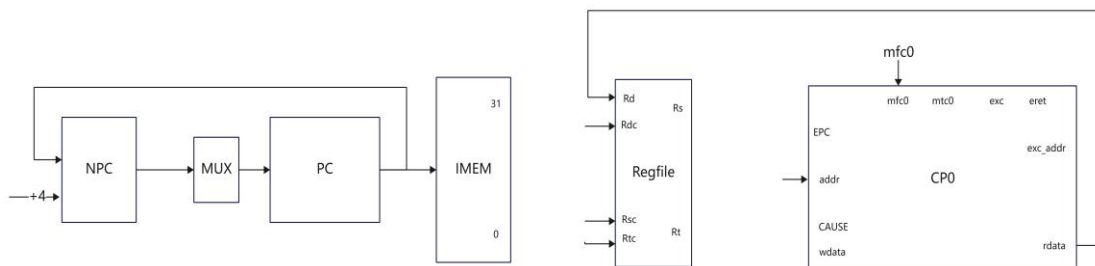 mfc0
31
NPC
MUX
PC
IMEM
+4
0
Rd
Rs
Rdc
Regfile
Rsc
Rtc
Rt
mfc0 mtc0 exc eret
EPC
exc_addr
addr
CP0
CAUSE
wdata
rdata